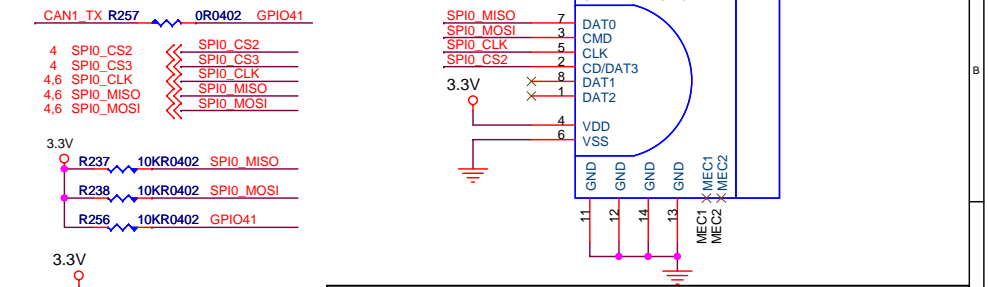 CAN1_TX R257 0R0402 GPIO41
4 SPI0_CS2 SPI0_CS2
4 SPI0_CS3 SPI0_CS3
4,6 SPI0_CLK SPI0_CLK
4,6 SPI0_MISO SPI0_MISO
4,6 SPI0_MOSI SPI0_MOSI
3.3V
R237 10KR0402 SPI0_MISO
R238 10KR0402 SPI0_MOSI
R256 10KR0402 GPIO41
3.3V
SPI0_MISO 7 DAT0
SPI0_MOSI 3 CMD
SPI0_CLK 5 CLK
SPI0_CS2 2 CD/DAT3
8 DAT1
1 DAT2
3.3V
4 VDD
6 VSS
GND GND GND GND MEC1 MEC2
11 12 14 13 MEC1 MEC2
B